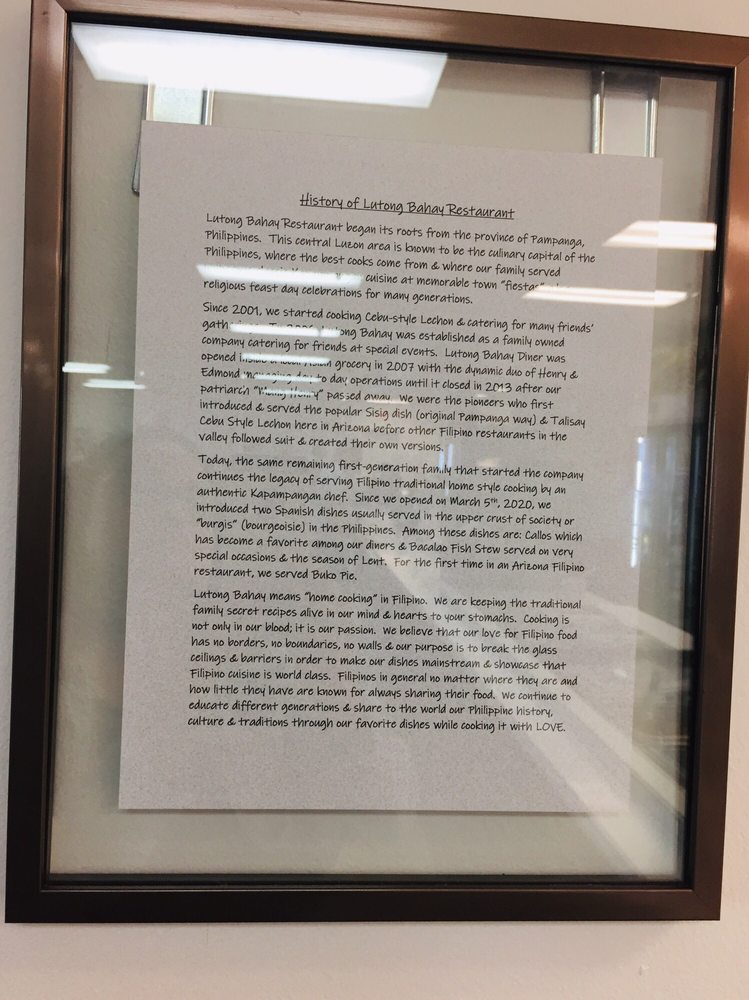 History of Lutong Bahay Restaurant
Lutong Bahay Restaurant began its roots from the province of Pampanga,
Philippines. This central Luzon area is known to be the culinary capital of the
Philippines, where the best cooks come from & where our family served
cuisine at memorable town "fiestas"
religious feast day celebrations for many generations.
Since 2001, we started cooking Cebu-style Lechon & catering for many friends'
Lutong Bahay was established as a family owned
company catering for friends at special events. Lutong Bahay Diner was
opened inside a local Asian grocery in 2007 with the dynamic duo of Henry &
Edmond managing day to day operations until it closed in 2013 after our
patriarch "Mang Henry" passed away. We were the pioneers who first
introduced & served the popular Sisig dish (original Pampanga way) & Talisay
Cebu Style Lechon here in Arizona before other Filipino restaurants in the
valley followed suit & created their own versions.
Today, the same remaining first-generation family that started the company
continues the legacy of serving Filipino traditional home style cooking by an
authentic Kapampangan chef. Since we opened on March 5th, 2020, we
introduced two Spanish dishes usually served in the upper crust of society or
"burgis" (bourgeoisie) in the Philippines. Among these dishes are: Callos which
has become a favorite among our diners & Bacalao Fish Stew served on very
special occasions & the season of Lent. For the first time in an Arizona Filipino
restaurant, we served Buko Pie.
Lutong Bahay means "home cooking" in Filipino. We are keeping the traditional
family secret recipes alive in our mind & hearts to your stomachs. Cooking is
not only in our blood; it is our passion. We believe that our love for Filipino food
has no borders, no boundaries, no walls & our purpose is to break the glass
ceilings & barriers in order to make our dishes mainstream & showcase that
Filipino cuisine is world class. Filipinos in general no matter where they are and
how little they have are known for always sharing their food. We continue to
educate different generations & share to the world our Philippine history,
culture & traditions through our favorite dishes while cooking it with LOVE.